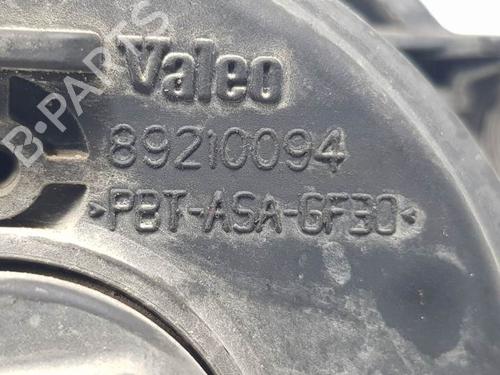 Valeo
89210094
>PBT-ASA-GF30<
B-PARTS